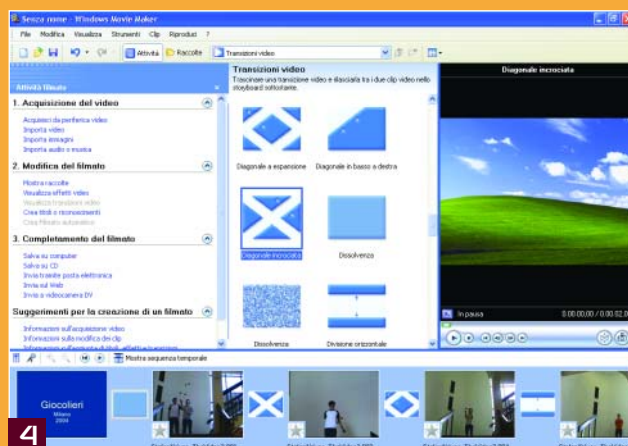 Senza nome - Windows Movie Maker
File Modifica Visualizza Strumenti Clip Riproduci ?
Attività Raccolte Transizioni video
Attività filmato
1. Acquisizione del video
Acquisisci da periferica video
Importa video
Importa immagini
Importa audio o musica
2. Modifica del filmato
Mostra raccolte
Visualizza effetti video
Visualizza transizioni video
Crea titoli o riconoscimenti
Crea filmato automatico
3. Completamento del filmato
Salva su computer
Salva su CD
Invia tramite posta elettronica
Invia sul Web
Invia a videocamera DV
Suggerimenti per la creazione di un filmato
Informazioni sull'acquisizione video
Informazioni sulla modifica dei clip
Transizioni video
Trascinare una transizione video e rilasciarla tra i due clip video nello
storyboard sottostante.
Diagonale a espansione Diagonale in basso a destra
Diagonale incrociata Dissolvenza
Dissolvenza Divisione orizzontale
Diagonale incrociata
In pausa 0.00.00,00 / 0.00.02,0
Mostra sequenza temporale
Giocolieri
Milano
2004
4